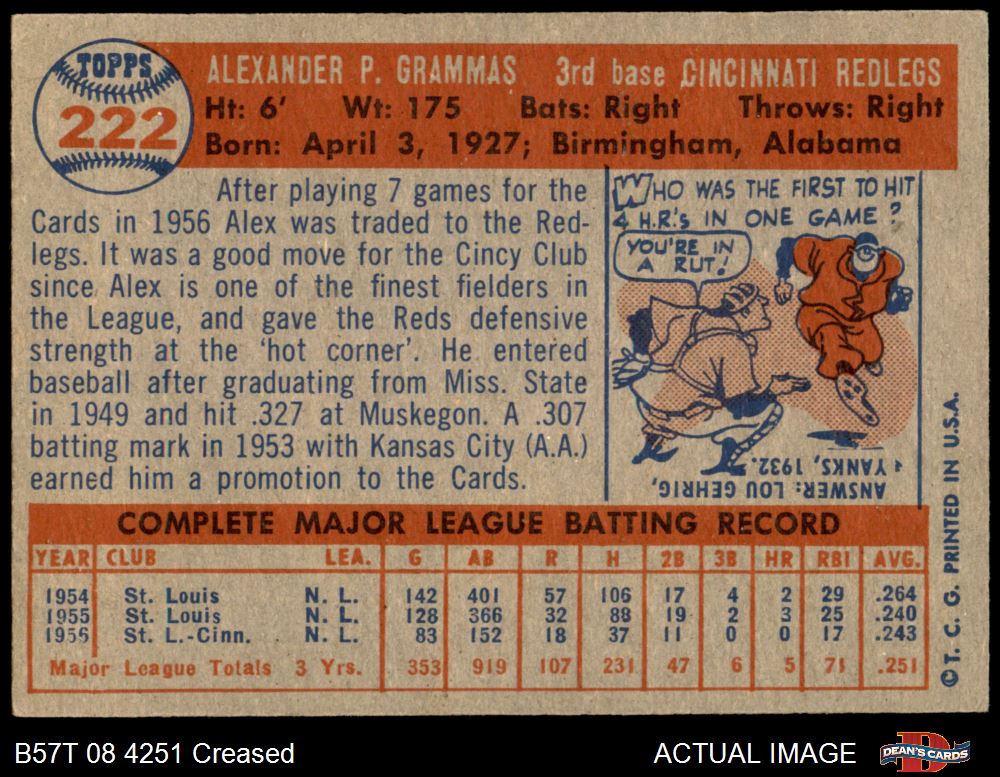 TOPPS
222
ALEXANDER P. GRAMMAS 3rd base CINCINNATI REDLEGS
Ht: 6' Wt: 175 Bats: Right Throws: Right
Born: April 3, 1927; Birmingham, Alabama
After playing 7 games for the
Cards in 1956 Alex was traded to the Red-
legs. It was a good move for the Cincy Club
since Alex is one of the finest fielders in
the League, and gave the Reds defensive
strength at the 'hot corner'. He entered
baseball after graduating from Miss. State
in 1949 and hit .327 at Muskegon. A .307
batting mark in 1953 with Kansas City (A.A.)
earned him a promotion to the Cards.
WHO WAS THE FIRST TO HIT
4 H.R.'s IN ONE GAME?
YOU'RE IN
A RUT!
ANSWER: LOU GEHRIG,
YANKS, 1932.
COMPLETE MAJOR LEAGUE BATTING RECORD
YEAR CLUB LEA. G AB R H 2B 3B HR RBI AVG.
1954 St. Louis N. L. 142 401 57 106 17 4 2 29 .264
1955 St. Louis N. L. 128 366 32 88 19 2 3 25 .240
1956 St. L.-Cinn. N. L. 83 152 18 37 11 0 0 17 .243
Major League Totals 3 Yrs. 353 919 107 231 47 6 5 71 .251
© T. C. G. PRINTED IN U.S.A.
B57T 08 4251 Creased
ACTUAL IMAGE
DEAN'S CARDS